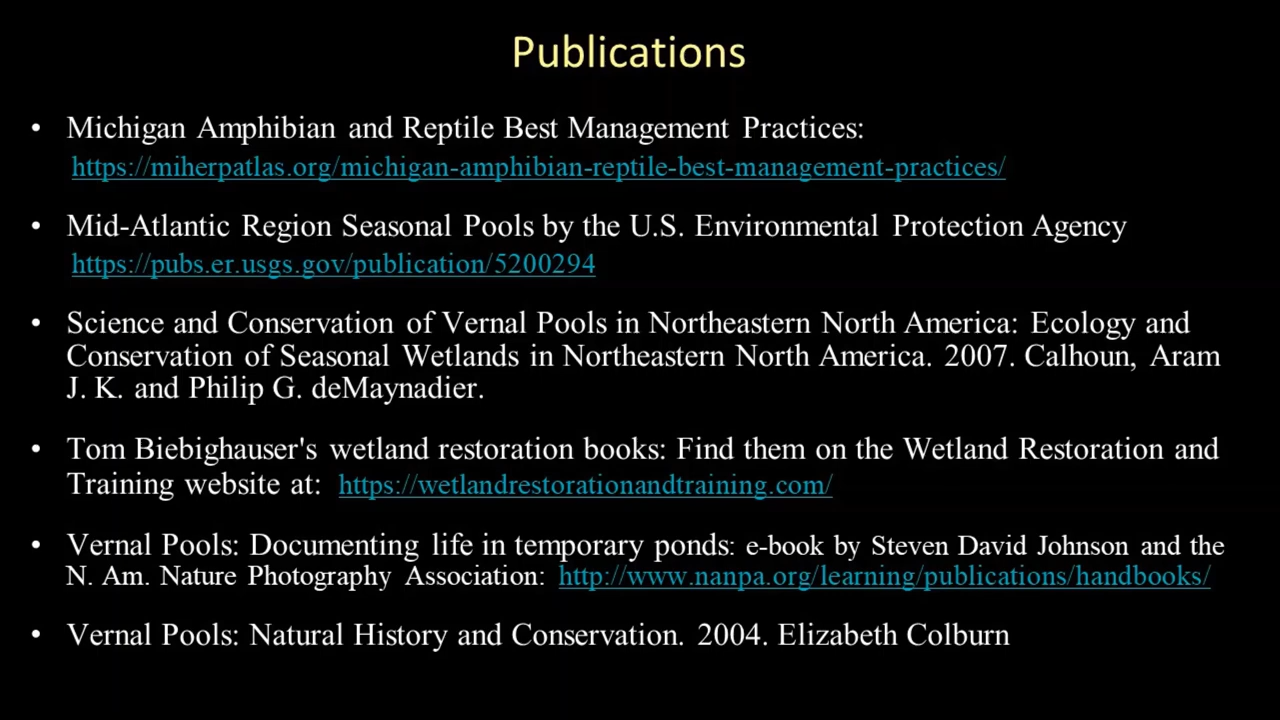 Publications
• Michigan Amphibian and Reptile Best Management Practices:
https://miherpatlas.org/michigan-amphibian-reptile-best-management-practices/
• Mid-Atlantic Region Seasonal Pools by the U.S. Environmental Protection Agency
https://pubs.er.usgs.gov/publication/5200294
• Science and Conservation of Vernal Pools in Northeastern North America: Ecology and
Conservation of Seasonal Wetlands in Northeastern North America. 2007. Calhoun, Aram
J. K. and Philip G. deMaynadier.
• Tom Biebighauser's wetland restoration books: Find them on the Wetland Restoration and
Training website at: https://wetlandrestorationandtraining.com/
• Vernal Pools: Documenting life in temporary ponds: e-book by Steven David Johnson and the
N. Am. Nature Photography Association: http://www.nanpa.org/learning/publications/handbooks/
• Vernal Pools: Natural History and Conservation. 2004. Elizabeth Colburn